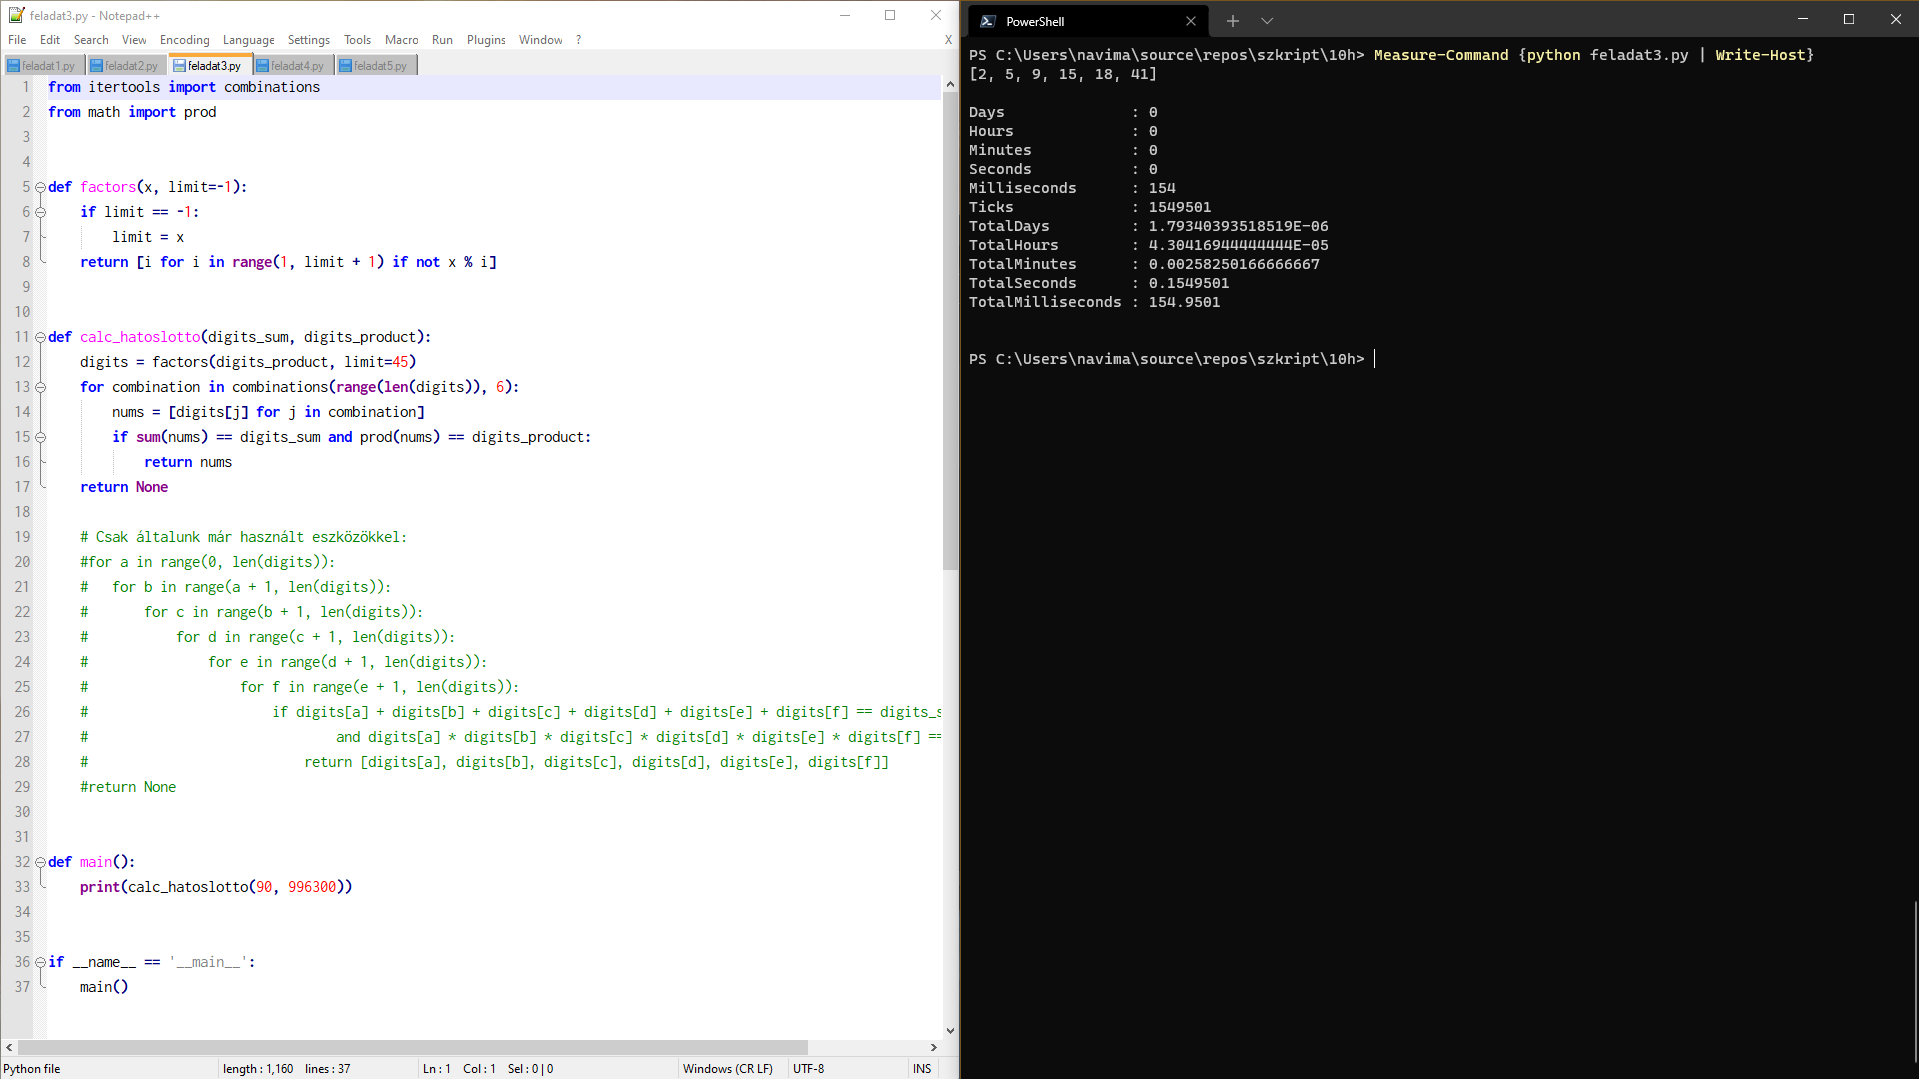 feladat3.py - Notepad++
File Edit Search View Encoding Language Settings Tools Macro Run Plugins Window ? X
feladat1.py feladat2.py feladat3.py feladat4.py feladat5.py
1 from itertools import combinations
2 from math import prod
3
4
5 def factors(x, limit=-1):
6 if limit == -1:
7 limit = x
8 return [i for i in range(1, limit + 1) if not x % i]
9
10
11 def calc_hatoslotto(digits_sum, digits_product):
12 digits = factors(digits_product, limit=45)
13 for combination in combinations(range(len(digits)), 6):
14 nums = [digits[j] for j in combination]
15 if sum(nums) == digits_sum and prod(nums) == digits_product:
16 return nums
17 return None
18
19 # Csak általunk már használt eszközökkel:
20 #for a in range(0, len(digits)):
21 # for b in range(a + 1, len(digits)):
22 # for c in range(b + 1, len(digits)):
23 # for d in range(c + 1, len(digits)):
24 # for e in range(d + 1, len(digits)):
25 # for f in range(e + 1, len(digits)):
26 # if digits[a] + digits[b] + digits[c] + digits[d] + digits[e] + digits[f] == digits_s
27 # and digits[a] * digits[b] * digits[c] * digits[d] * digits[e] * digits[f] ==
28 # return [digits[a], digits[b], digits[c], digits[d], digits[e], digits[f]]
29 #return None
30
31
32 def main():
33 print(calc_hatoslotto(90, 996300))
34
35
36 if __name__ == '__main__':
37 main()
Python file length : 1,160 lines : 37 Ln : 1 Col : 1 Sel : 0 | 0 Windows (CR LF) UTF-8 INS
PowerShell
PS C:\Users\navima\source\repos\szkript\10h> Measure-Command {python feladat3.py | Write-Host}
[2, 5, 9, 15, 18, 41]
Days : 0
Hours : 0
Minutes : 0
Seconds : 0
Milliseconds : 154
Ticks : 1549501
TotalDays : 1.79340393518519E-06
TotalHours : 4.30416944444444E-05
TotalMinutes : 0.00258250166666667
TotalSeconds : 0.1549501
TotalMilliseconds : 154.9501
PS C:\Users\navima\source\repos\szkript\10h>